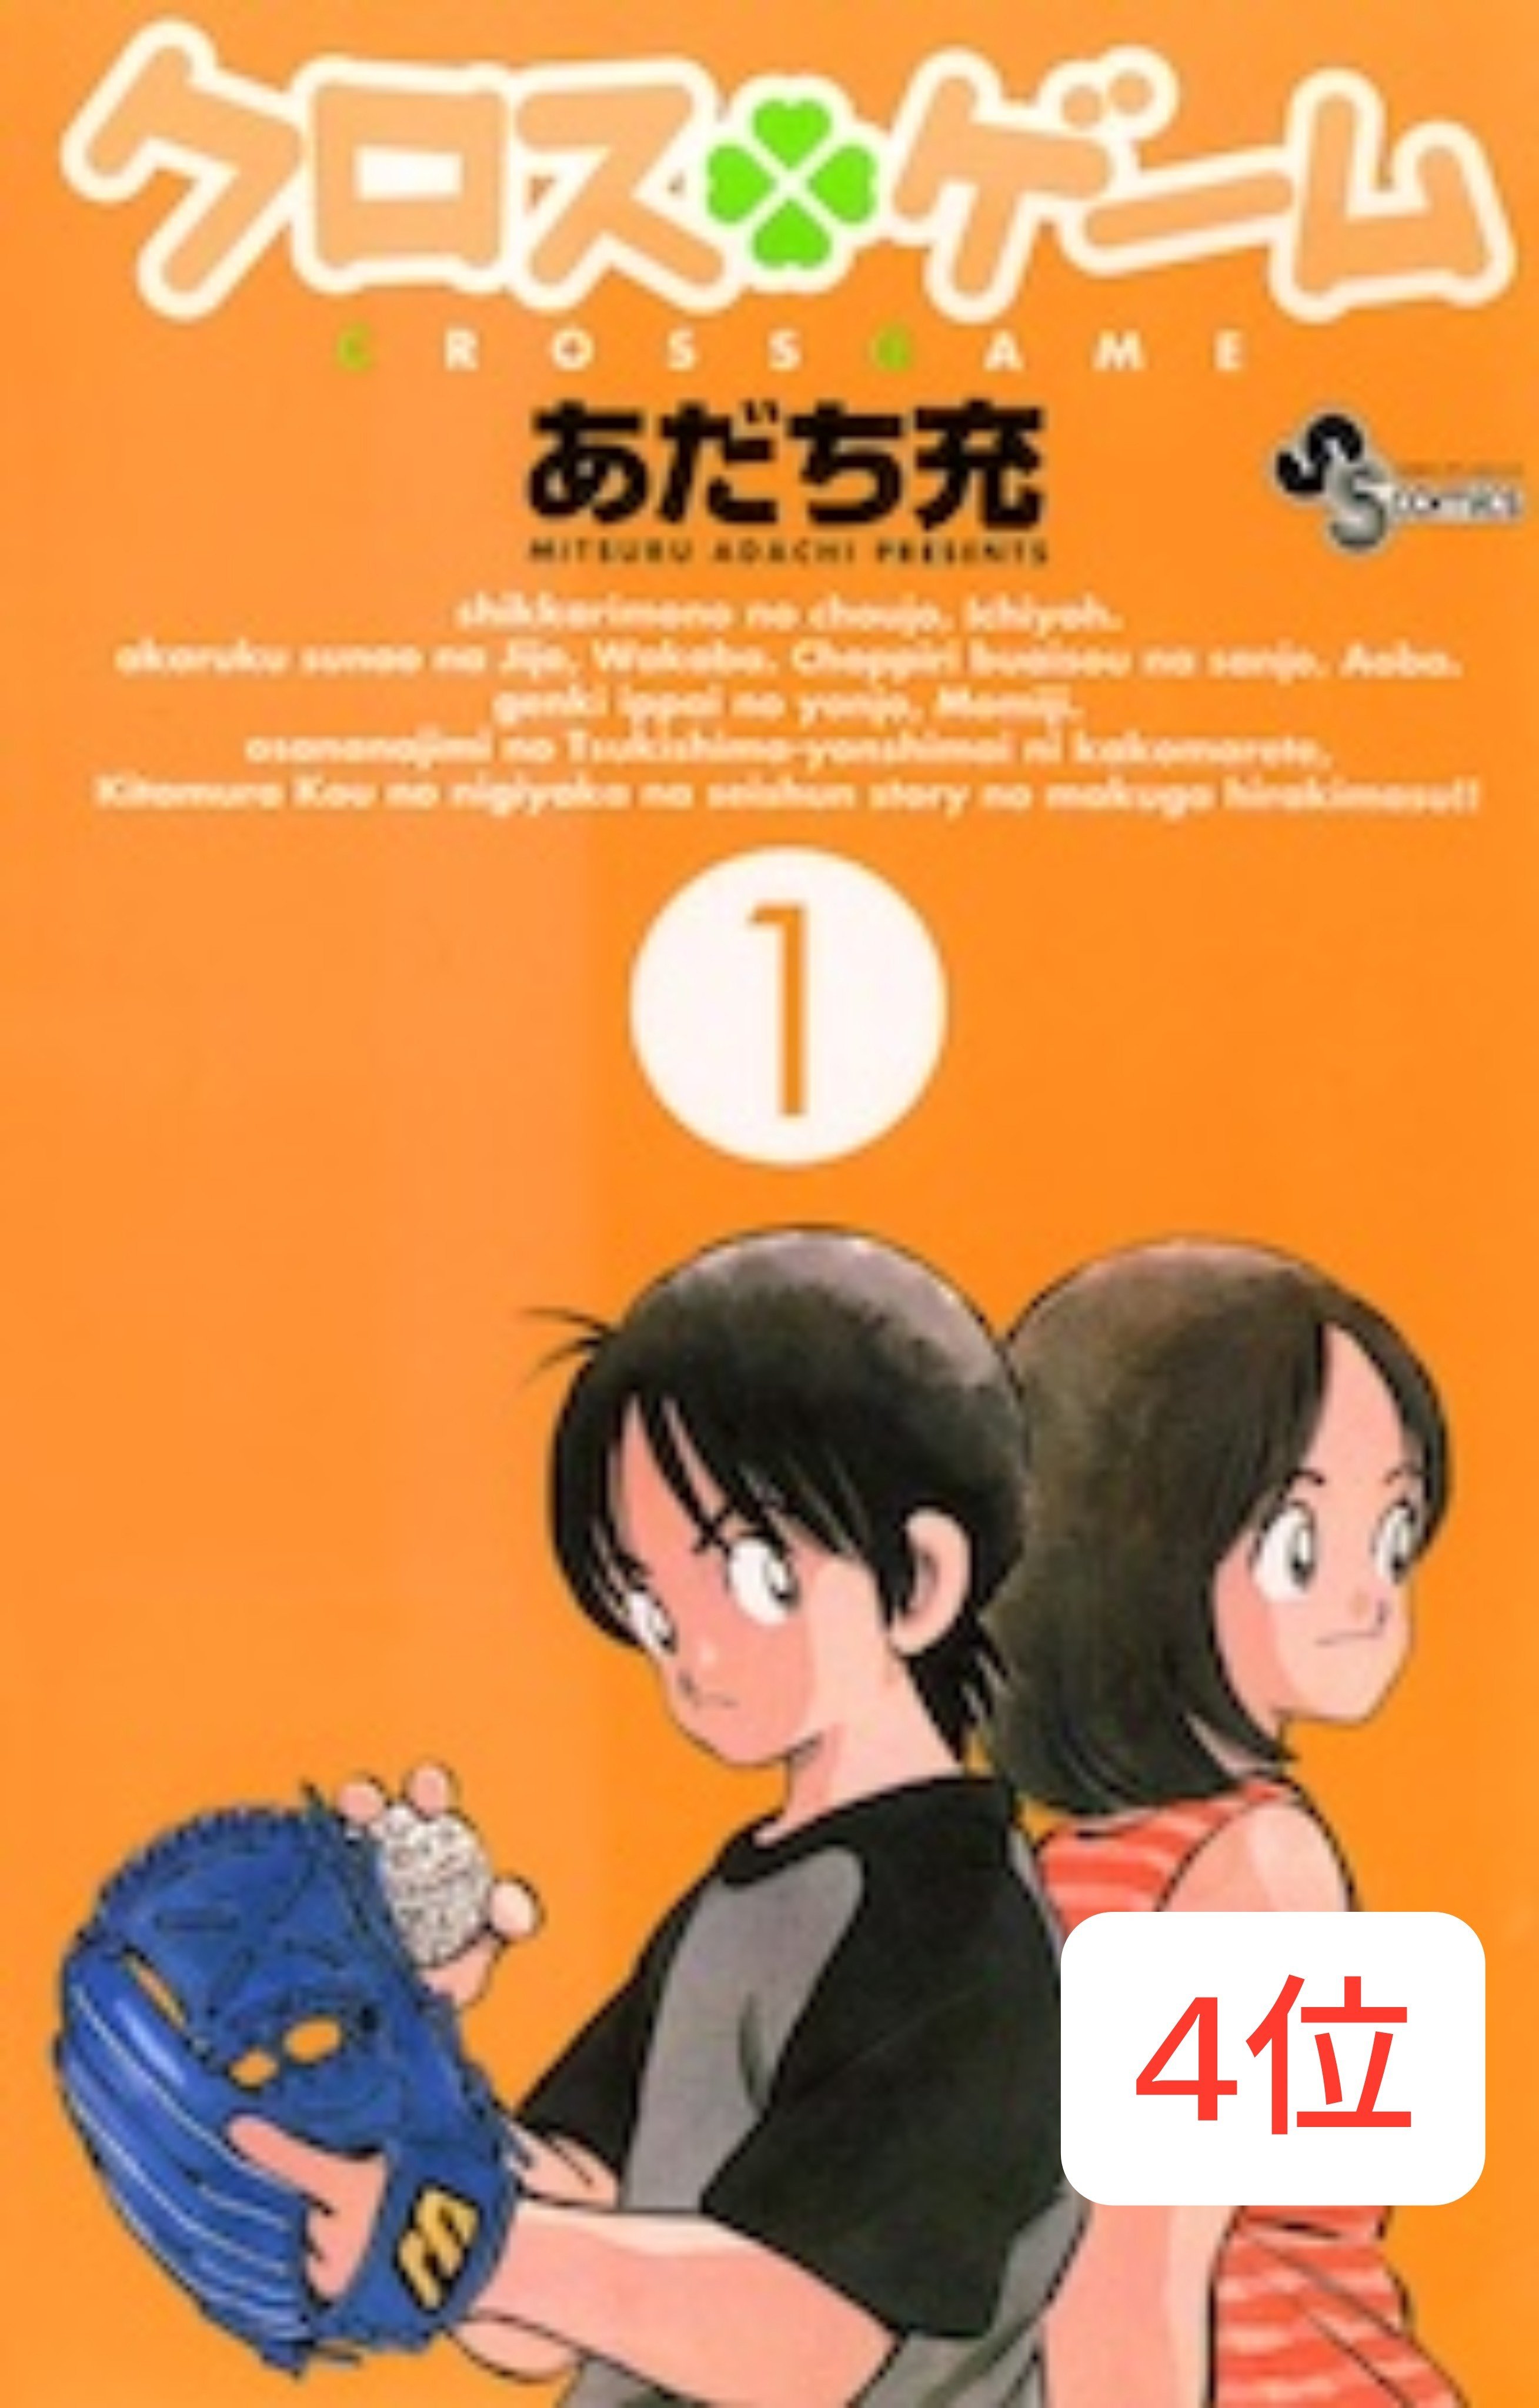 クロスゲーム
CROSS GAME
あだち充
MITSURU ADACHI PRESENTS
shikkarimono no choujo, Ichiyoh.
akaruku sunao na Jijo, Wakaba. Choppiri buaisou na sanjo, Aoba.
genki ippai no yonjo, Momiji.
osananajimi no Tsukishima-yonshimai ni kakomarete,
Kitamura Kou no nigiyaka na seishun story no makuga hirakimasu!!
1
4位